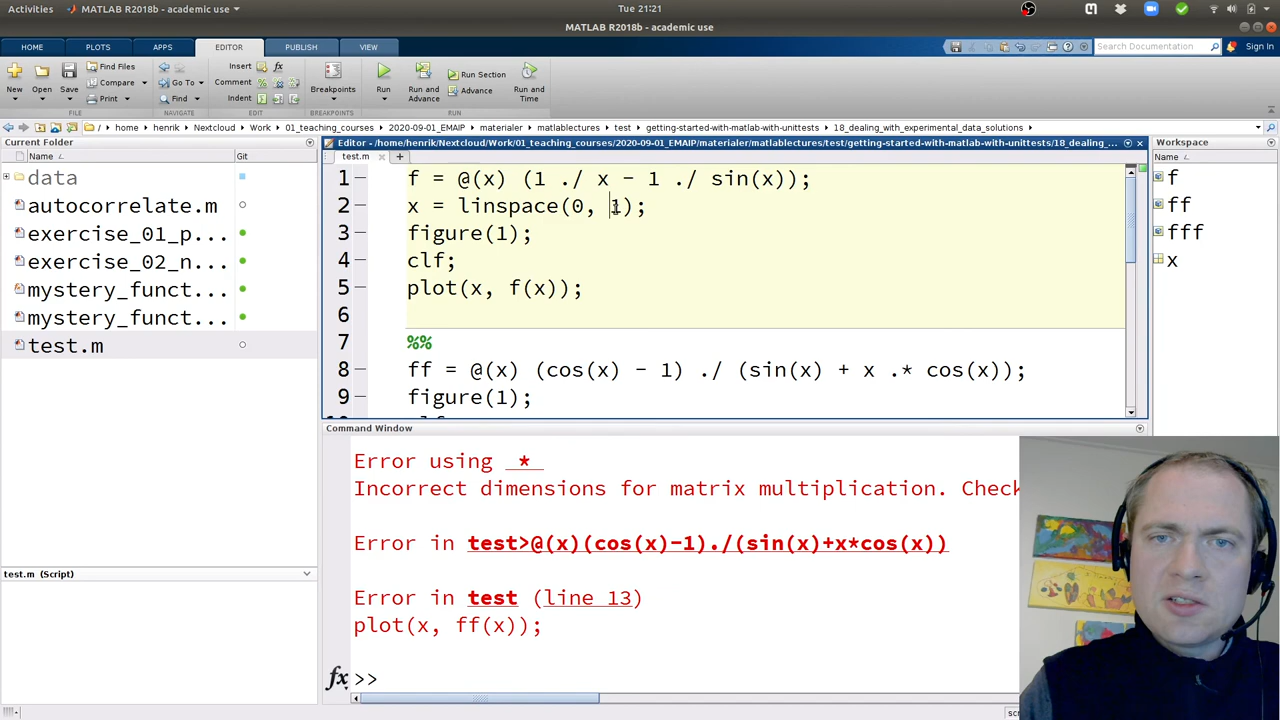 Activities MATLAB R2018b - academic use Tue 21:21
MATLAB R2018b - academic use
HOME PLOTS APPS EDITOR PUBLISH VIEW Search Documentation Sign In
New Open Save Find Files Compare Print Go To Find Insert fx Comment Indent Breakpoints Run Run and Advance Run Section Advance Run and Time
FILE NAVIGATE EDIT BREAKPOINTS RUN
/ home henrik Nextcloud Work 01_teaching_courses 2020-09-01_EMAIP materialer matlablectures test getting-started-with-matlab-with-unittests 18_dealing_with_experimental_data_solutions
Current Folder
Name Git
data
autocorrelate.m
exercise_01_p...
exercise_02_n...
mystery_funct...
mystery_funct...
test.m
test.m (Script)
Editor - /home/henrik/Nextcloud/Work/01_teaching_courses/2020-09-01_EMAIP/materialer/matlablectures/test/getting-started-with-matlab-with-unittests/18_dealing_with_experimental_data_solutions/test....
test.m +
1 f = @(x) (1 ./ x - 1 ./ sin(x));
2 x = linspace(0, 1);
3 figure(1);
4 clf;
5 plot(x, f(x));
6
7 %%
8 ff = @(x) (cos(x) - 1) ./ (sin(x) + x .* cos(x));
9 figure(1);
Command Window
Error using *
Incorrect dimensions for matrix multiplication. Check
Error in test>@(x)(cos(x)-1)./(sin(x)+x*cos(x))
Error in test (line 13)
plot(x, ff(x));
fx >>
Workspace
Name
f
ff
fff
x